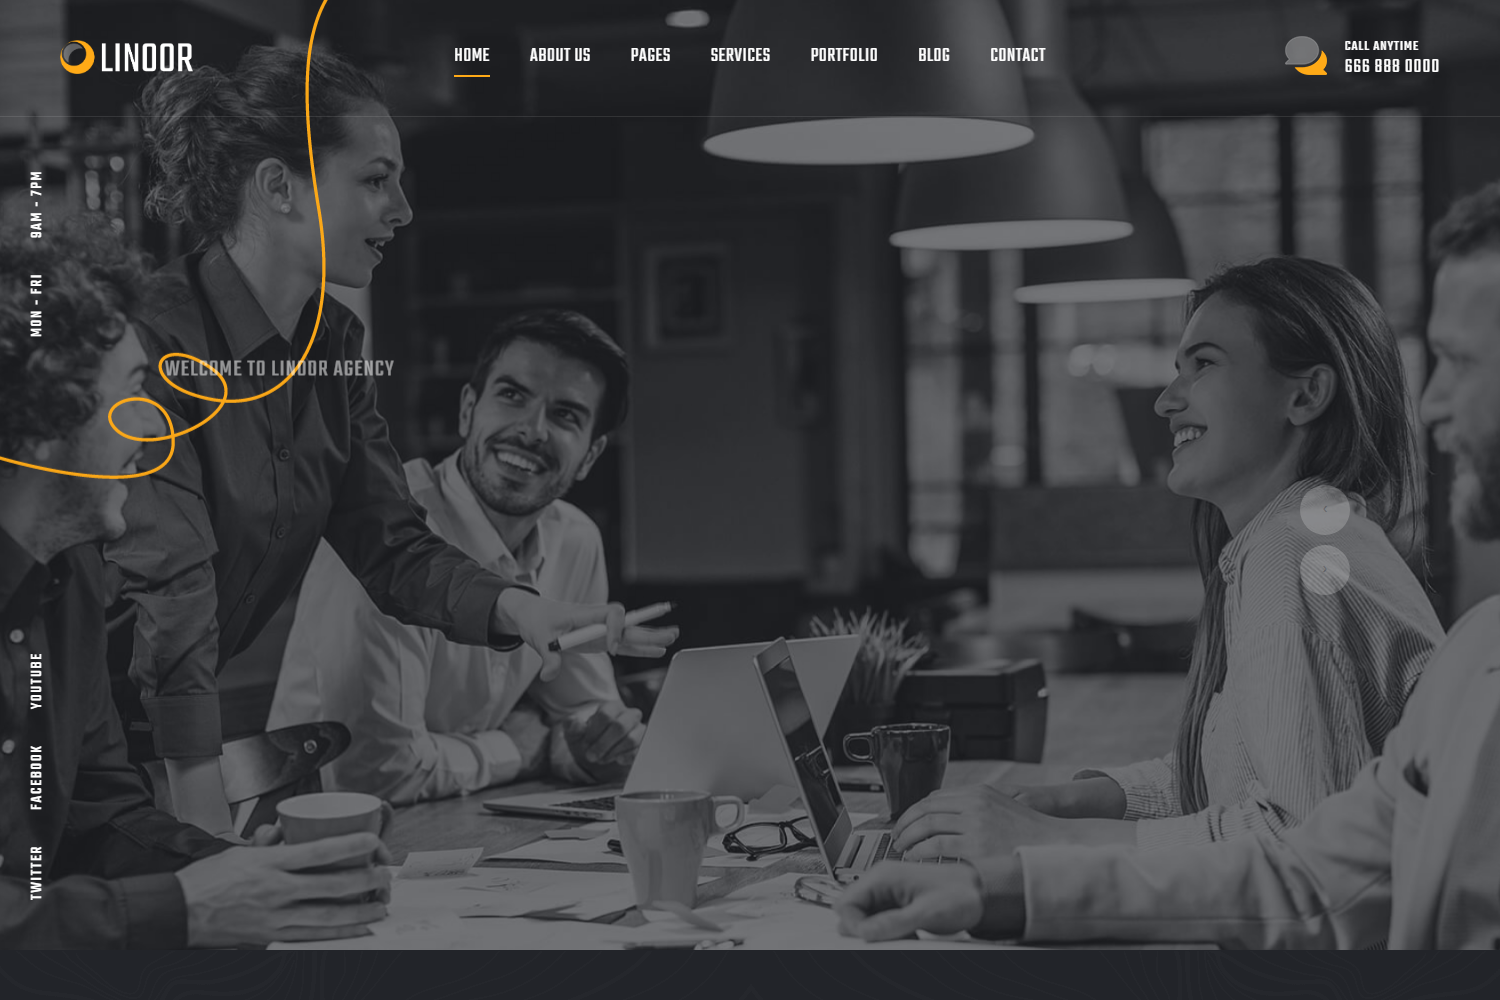 LINOOR
HOME
ABOUT US
PAGES
SERVICES
PORTFOLIO
BLOG
CONTACT
CALL ANYTIME
666 888 0000
MON - FRI
9AM - 7PM
WELCOME TO LINOOR AGENCY
TWITTER
FACEBOOK
YOUTUBE